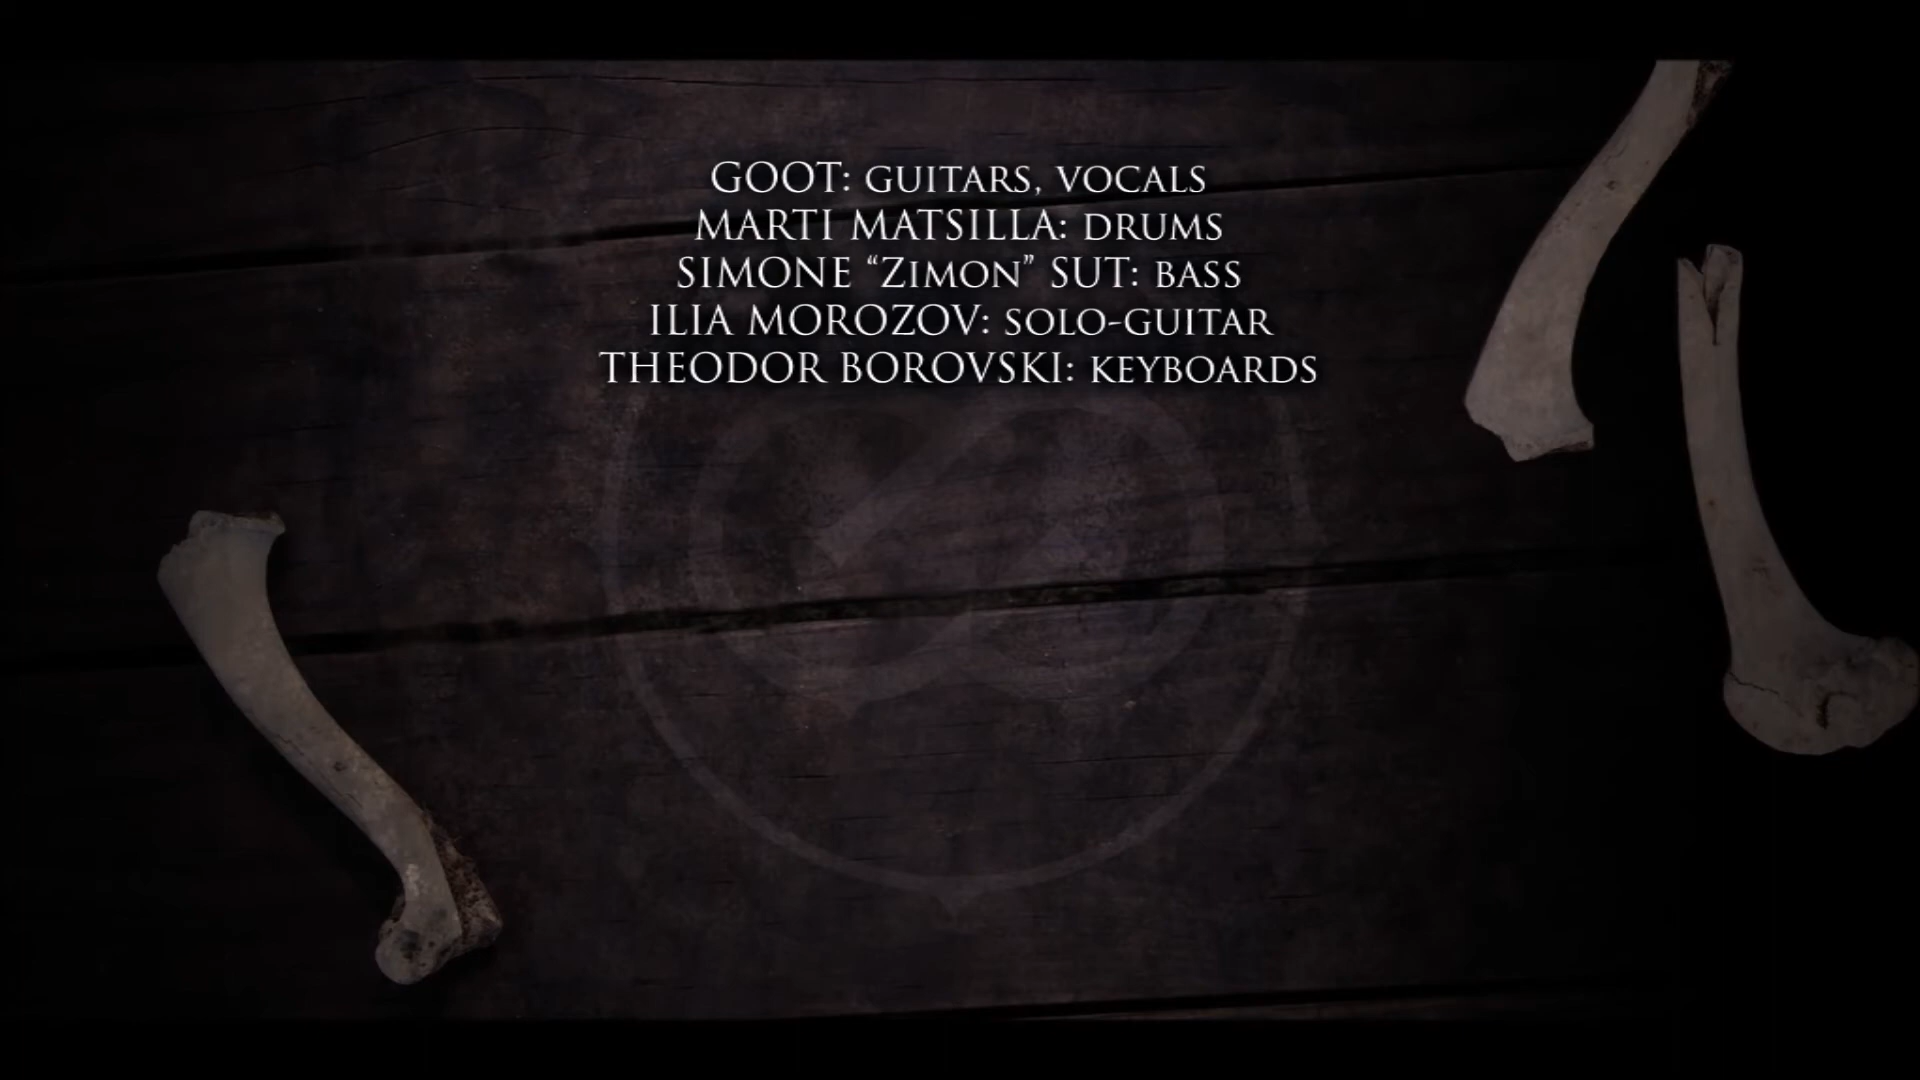 GOOT: GUITARS, VOCALS
MARTI MATSILLA: DRUMS
SIMONE “ZIMON” SUT: BASS
ILIA MOROZOV: SOLO-GUITAR
THEODOR BOROVSKI: KEYBOARDS